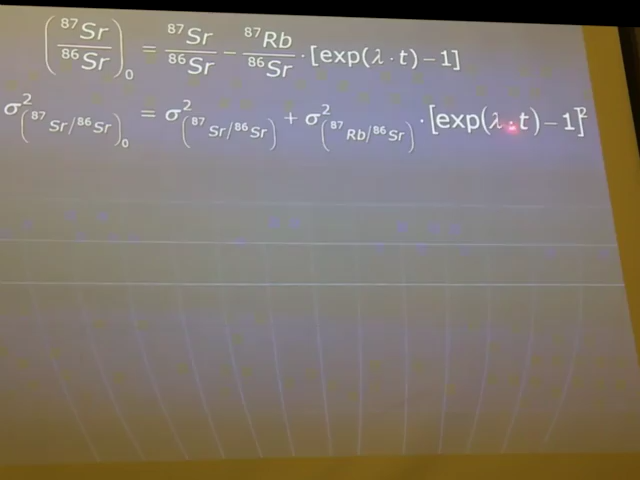 (⁸⁷Sr/⁸⁶Sr)₀ = ⁸⁷Sr/⁸⁶Sr − ⁸⁷Rb/⁸⁶Sr · [exp(λ · t) − 1]
σ²(⁸⁷Sr/⁸⁶Sr)₀ = σ²(⁸⁷Sr/⁸⁶Sr) + σ²(⁸⁷Rb/⁸⁶Sr) · [exp(λ · t) − 1]²